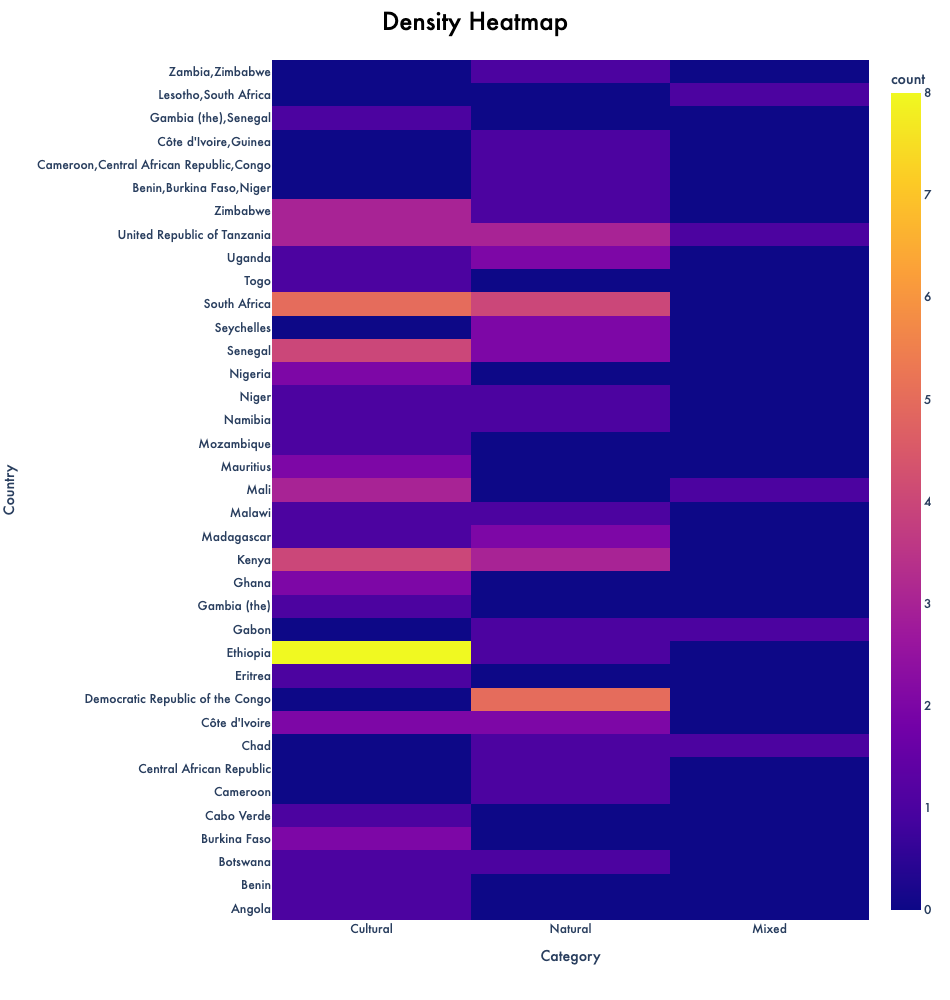 Density Heatmap
Zambia,Zimbabwe
Lesotho,South Africa
Gambia (the),Senegal
Côte d'Ivoire,Guinea
Cameroon,Central African Republic,Congo
Benin,Burkina Faso,Niger
Zimbabwe
United Republic of Tanzania
Uganda
Togo
South Africa
Seychelles
Senegal
Nigeria
Niger
Namibia
Mozambique
Mauritius
Mali
Malawi
Madagascar
Kenya
Ghana
Gambia (the)
Gabon
Ethiopia
Eritrea
Democratic Republic of the Congo
Côte d'Ivoire
Chad
Central African Republic
Cameroon
Cabo Verde
Burkina Faso
Botswana
Benin
Angola
Country
Cultural
Natural
Mixed
Category
count
8
7
6
5
4
3
2
1
0